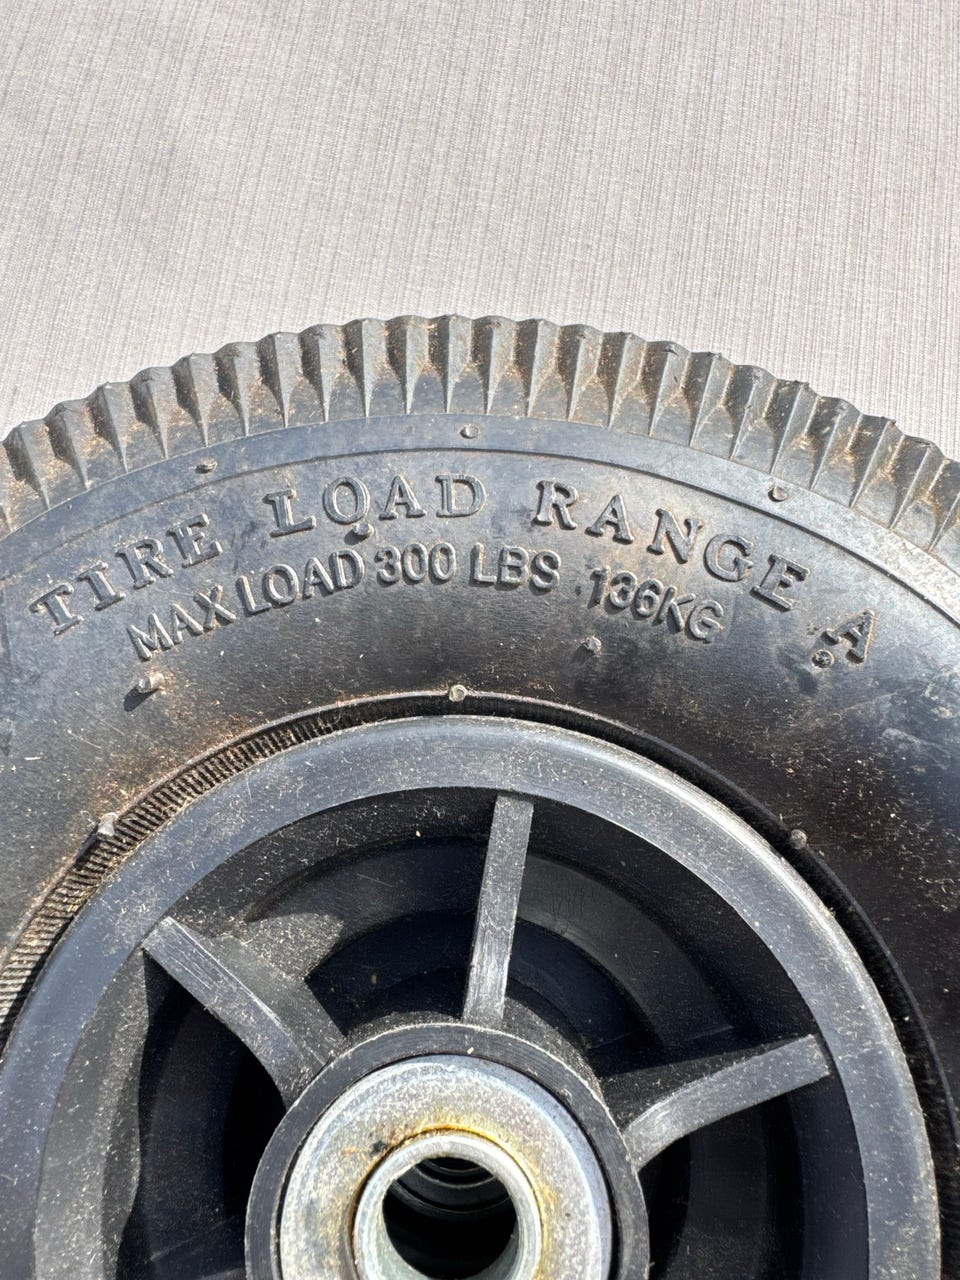 TIRE LOAD RANGE A
MAX LOAD 300 LBS 136KG